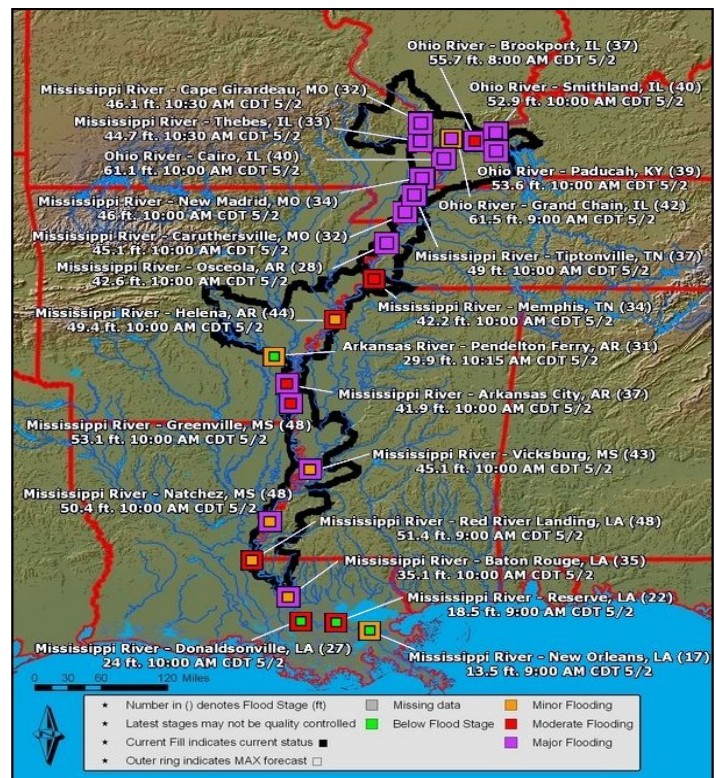 Ohio River - Brookport, IL (37)
55.7 ft. 8:00 AM CDT 5/2
Mississippi River - Cape Girardeau, MO (32)
46.1 ft. 10:30 AM CDT 5/2
Ohio River - Smithland, IL (40)
52.9 ft. 10:00 AM CDT 5/2
Mississippi River - Thebes, IL (33)
44.7 ft. 10:30 AM CDT 5/2
Ohio River - Cairo, IL (40)
61.1 ft. 10:00 AM CDT 5/2
Ohio River - Paducah, KY (39)
53.6 ft. 10:00 AM CDT 5/2
Mississippi River - New Madrid, MO (34)
46 ft. 10:00 AM CDT 5/2
Ohio River - Grand Chain, IL (42)
61.5 ft. 9:00 AM CDT 5/2
Mississippi River - Caruthersville, MO (32)
45.1 ft. 10:00 AM CDT 5/2
Mississippi River - Tiptonville, TN (37)
49 ft. 10:00 AM CDT 5/2
Mississippi River - Osceola, AR (28)
42.6 ft. 10:00 AM CDT 5/2
Mississippi River - Memphis, TN (34)
42.2 ft. 10:00 AM CDT 5/2
Mississippi River - Helena, AR (44)
49.4 ft. 10:00 AM CDT 5/2
Arkansas River - Pendelton Ferry, AR (31)
29.9 ft. 10:15 AM CDT 5/2
Mississippi River - Arkansas City, AR (37)
41.9 ft. 10:00 AM CDT 5/2
Mississippi River - Greenville, MS (48)
53.1 ft. 10:00 AM CDT 5/2
Mississippi River - Vicksburg, MS (43)
45.1 ft. 10:00 AM CDT 5/2
Mississippi River - Natchez, MS (48)
50.4 ft. 10:00 AM CDT 5/2
Mississippi River - Red River Landing, LA (48)
51.4 ft. 9:00 AM CDT 5/2
Mississippi River - Baton Rouge, LA (35)
35.1 ft. 10:00 AM CDT 5/2
Mississippi River - Reserve, LA (22)
18.5 ft. 9:00 AM CDT 5/2
Mississippi River - Donaldsonville, LA (27)
24 ft. 10:00 AM CDT 5/2
Mississippi River - New Orleans, LA (17)
13.5 ft. 9:00 AM CDT 5/2
0 30 60 120 Miles
Number in () denotes Flood Stage (ft)
Latest stages may not be quality controlled
Current Fill indicates current status
Outer ring indicates MAX forecast
Missing data
Below Flood Stage
Minor Flooding
Moderate Flooding
Major Flooding